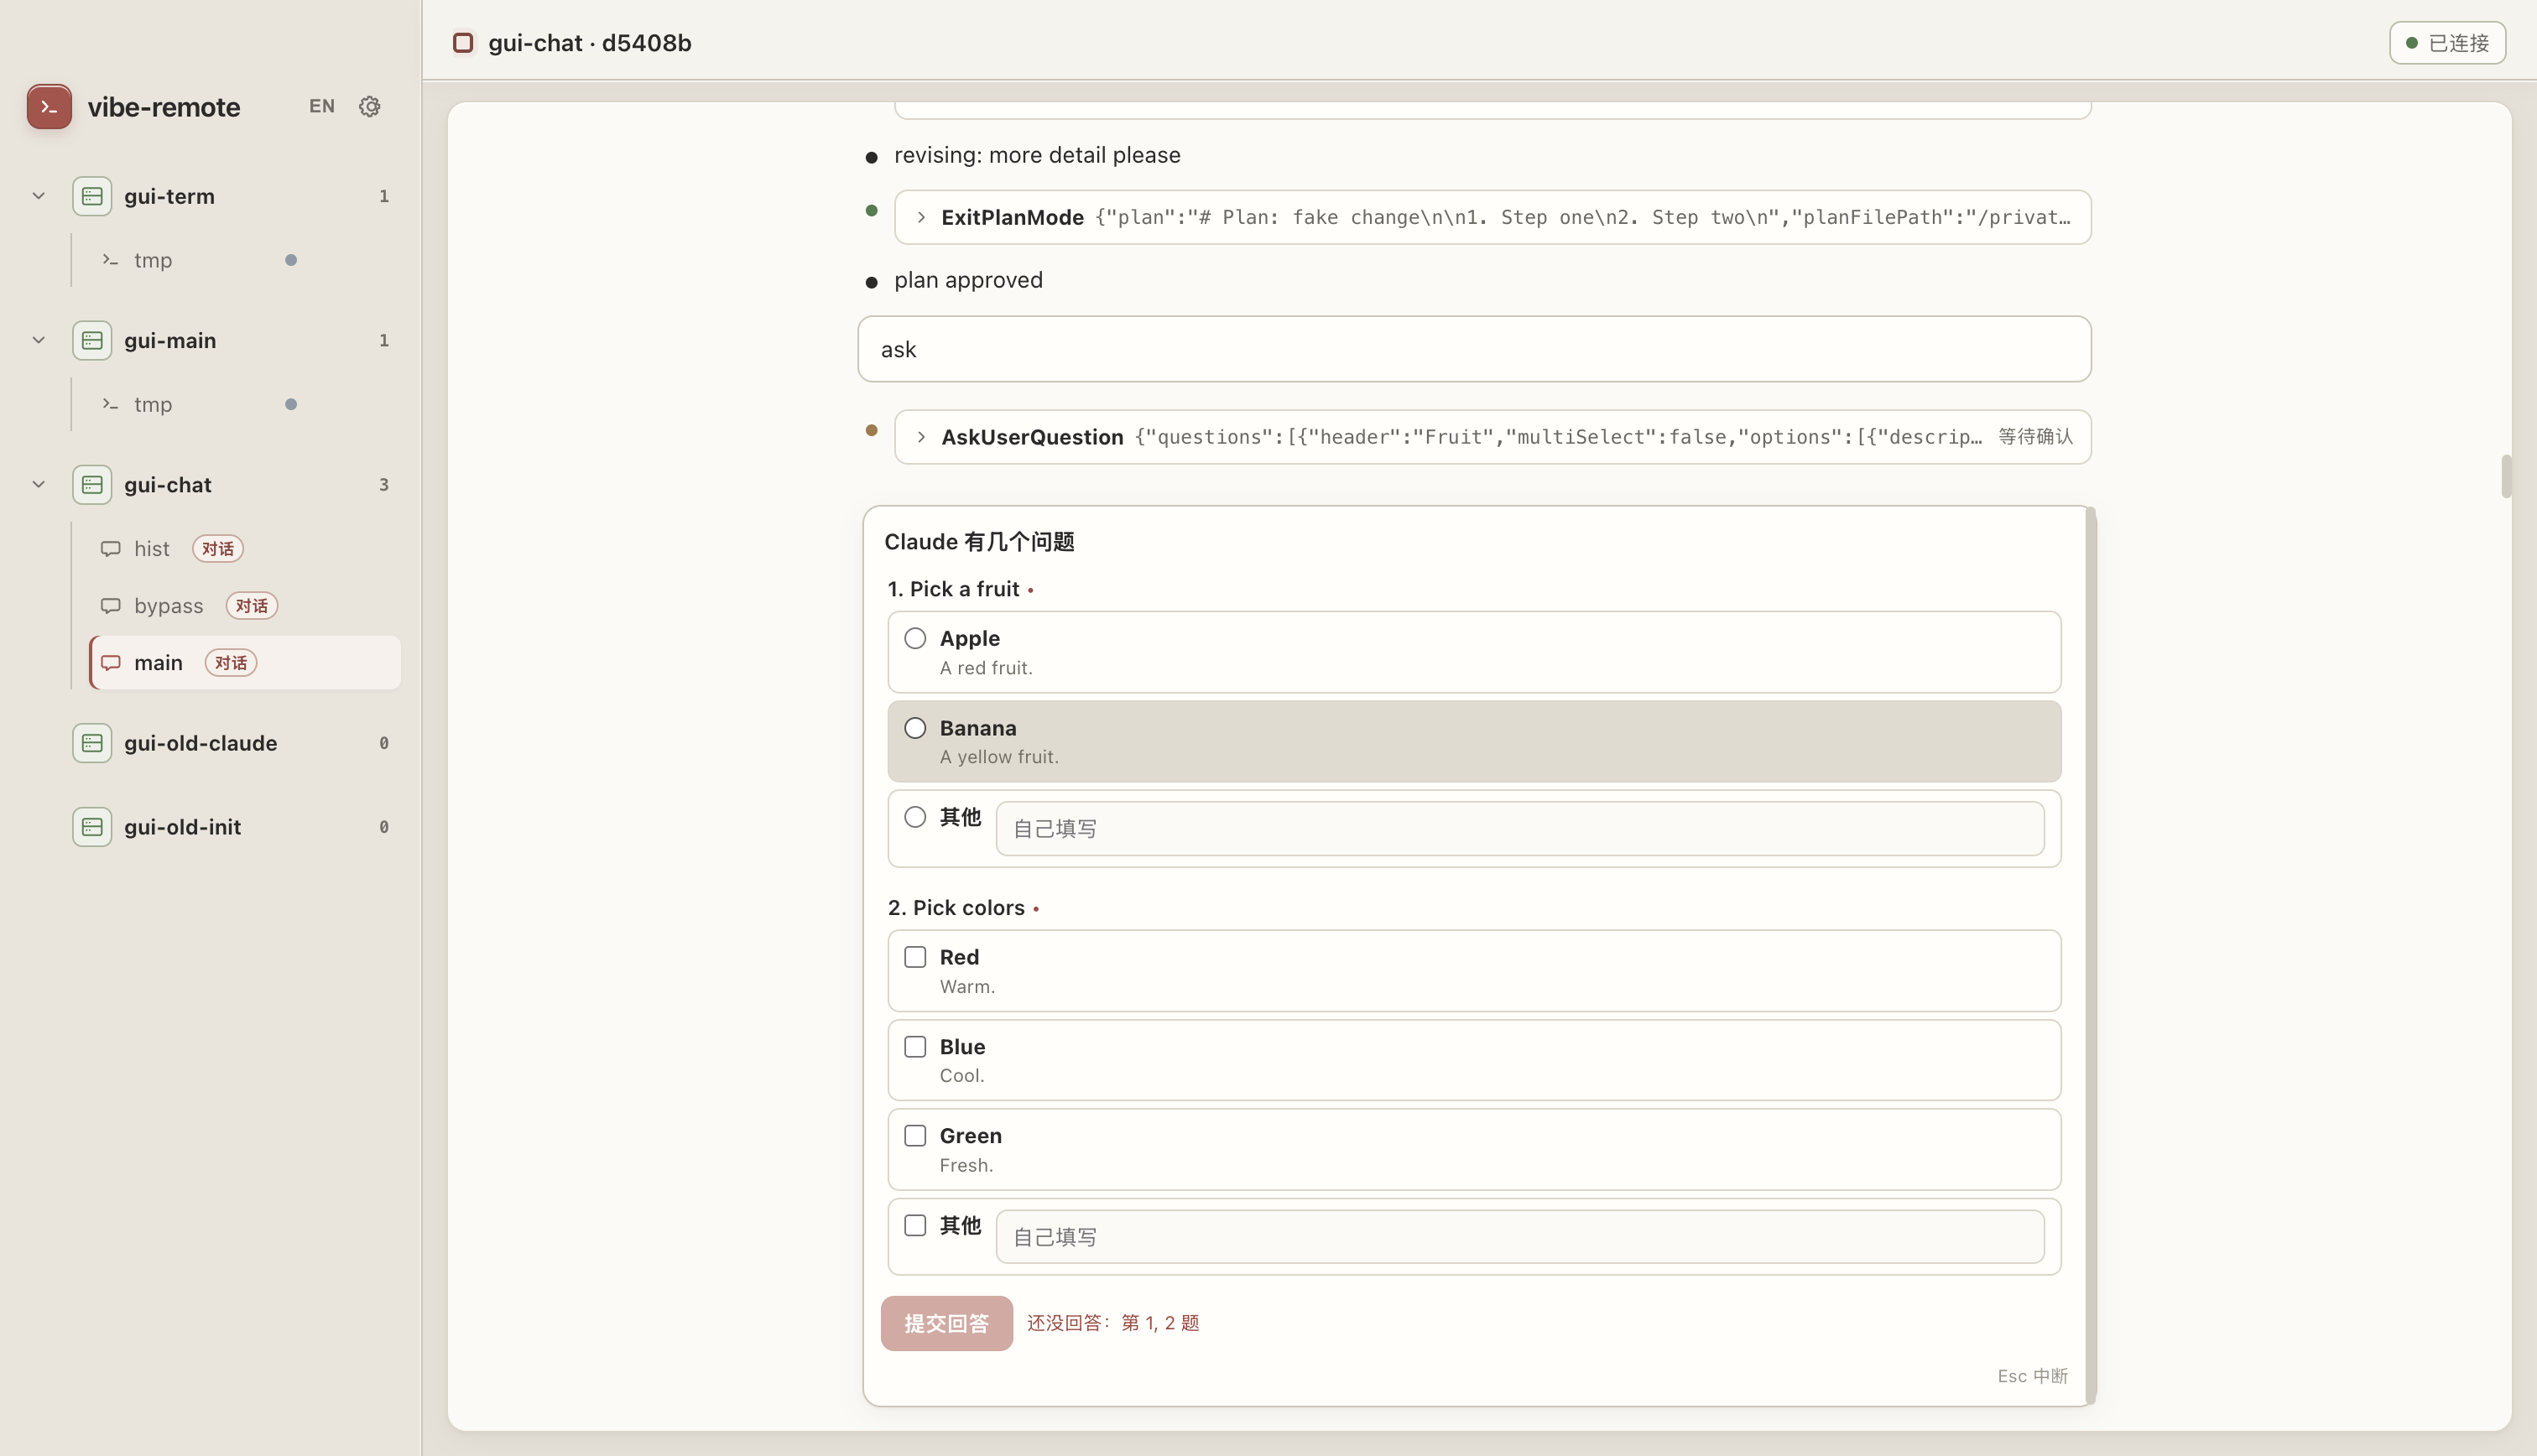 vibe-remote
EN
gui-term
1
tmp
gui-main
1
tmp
gui-chat
3
hist 对话
bypass 对话
main 对话
gui-old-claude
0
gui-old-init
0
gui-chat · d5408b
已连接
revising: more detail please
ExitPlanMode {"plan":"# Plan: fake change\n\n1. Step one\n2. Step two\n","planFilePath":"/privat…
plan approved
ask
AskUserQuestion {"questions":[{"header":"Fruit","multiSelect":false,"options":[{"descrip… 等待确认
Claude 有几个问题
1. Pick a fruit •
Apple
A red fruit.
Banana
A yellow fruit.
其他 自己填写
2. Pick colors •
Red
Warm.
Blue
Cool.
Green
Fresh.
其他 自己填写
提交回答 还没回答：第 1, 2 题
Esc 中断